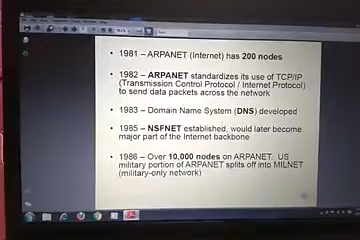 • 1981 – ARPANET (Internet) has 200 nodes
• 1982 – ARPANET standardizes its use of TCP/IP
(Transmission Control Protocol / Internet Protocol)
to send data packets across the network
• 1983 – Domain Name System (DNS) developed
• 1985 – NSFNET established, would later become
major part of the Internet backbone
• 1986 – Over 10,000 nodes on ARPANET. US
military portion of ARPANET splits off into MILNET
(military-only network)